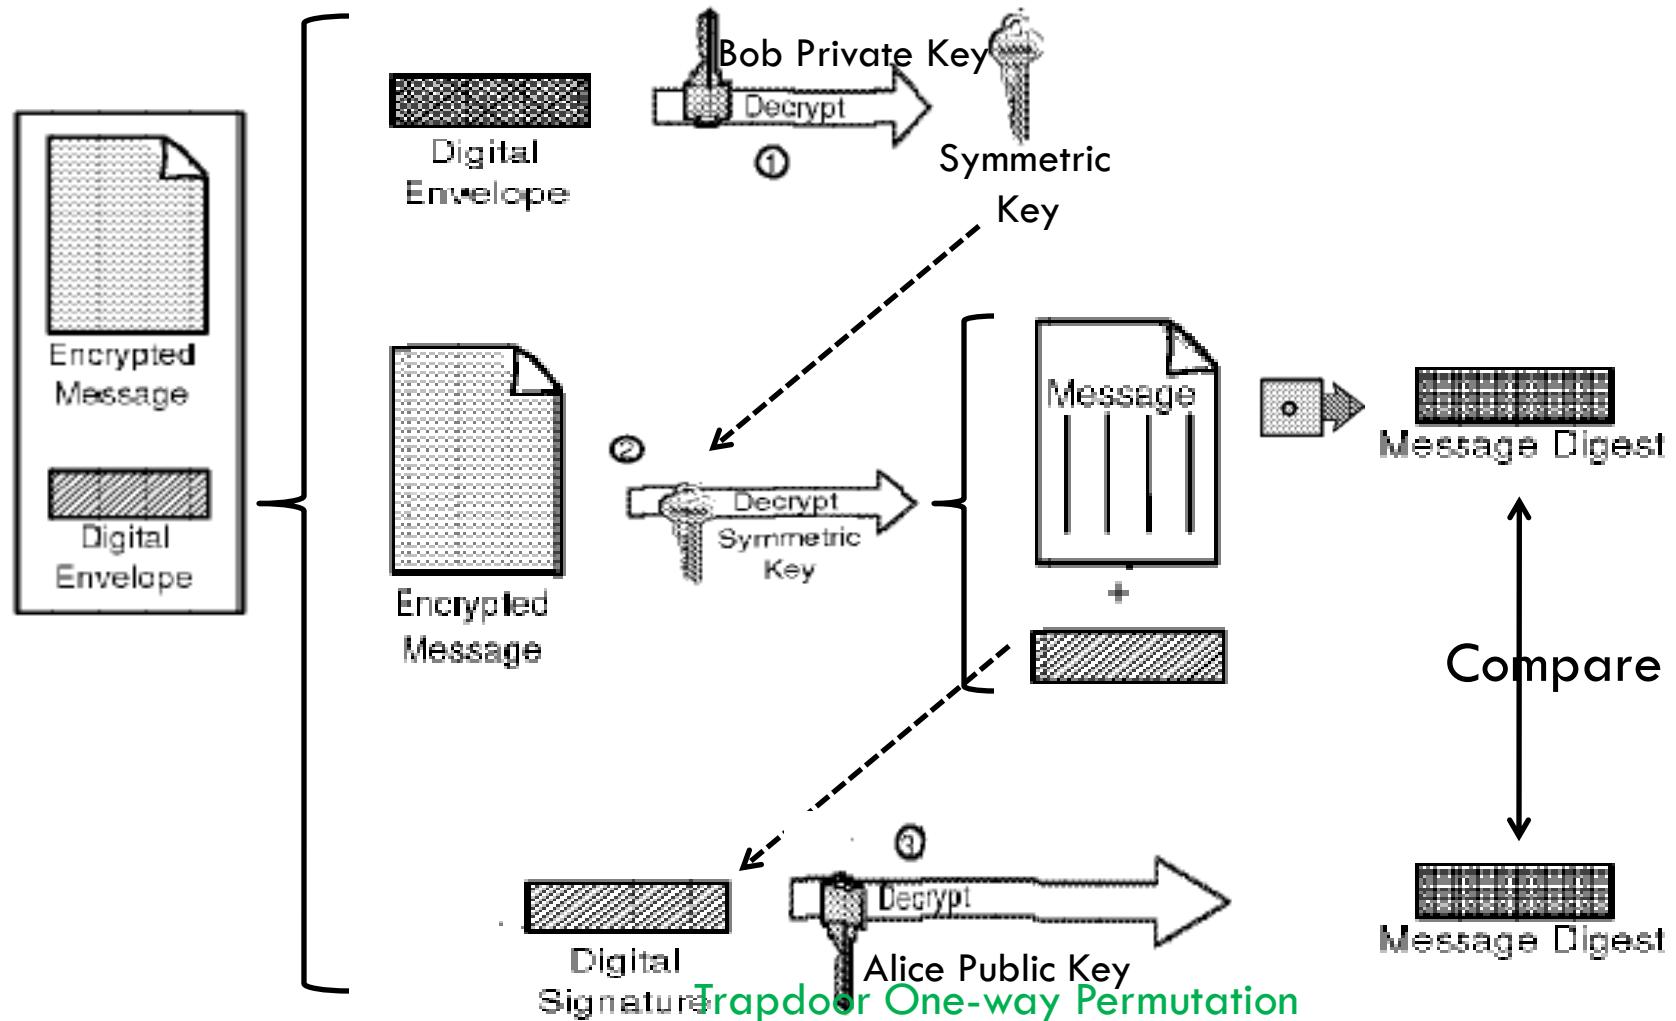 Encrypted
Message
Digital
Envelope
Digital
Envelope
Bob Private Key
Decrypt
1
Symmetric
Key
Encrypted
Message
2
Decrypt
Symmetric
Key
Message
+
Message Digest
Compare
Digital
Signature
3
Decrypt
Alice Public Key
Trapdoor One-way Permutation
Message Digest